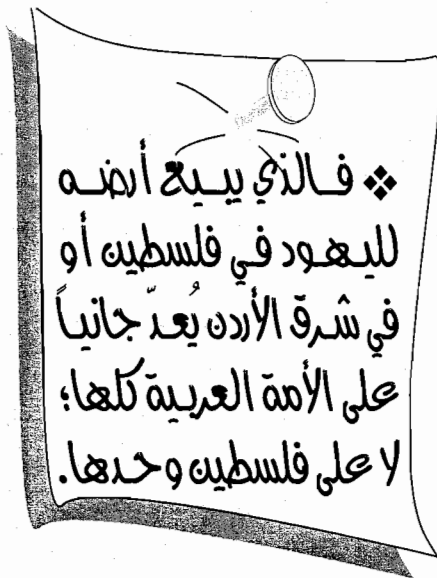 ❖ فالذي يبيع أرضه
لليهود في فلسطين أو
في شرق الأردن يُعدّ جانياً
على الأمة العربية كلها؛
لا على فلسطين وحدها.